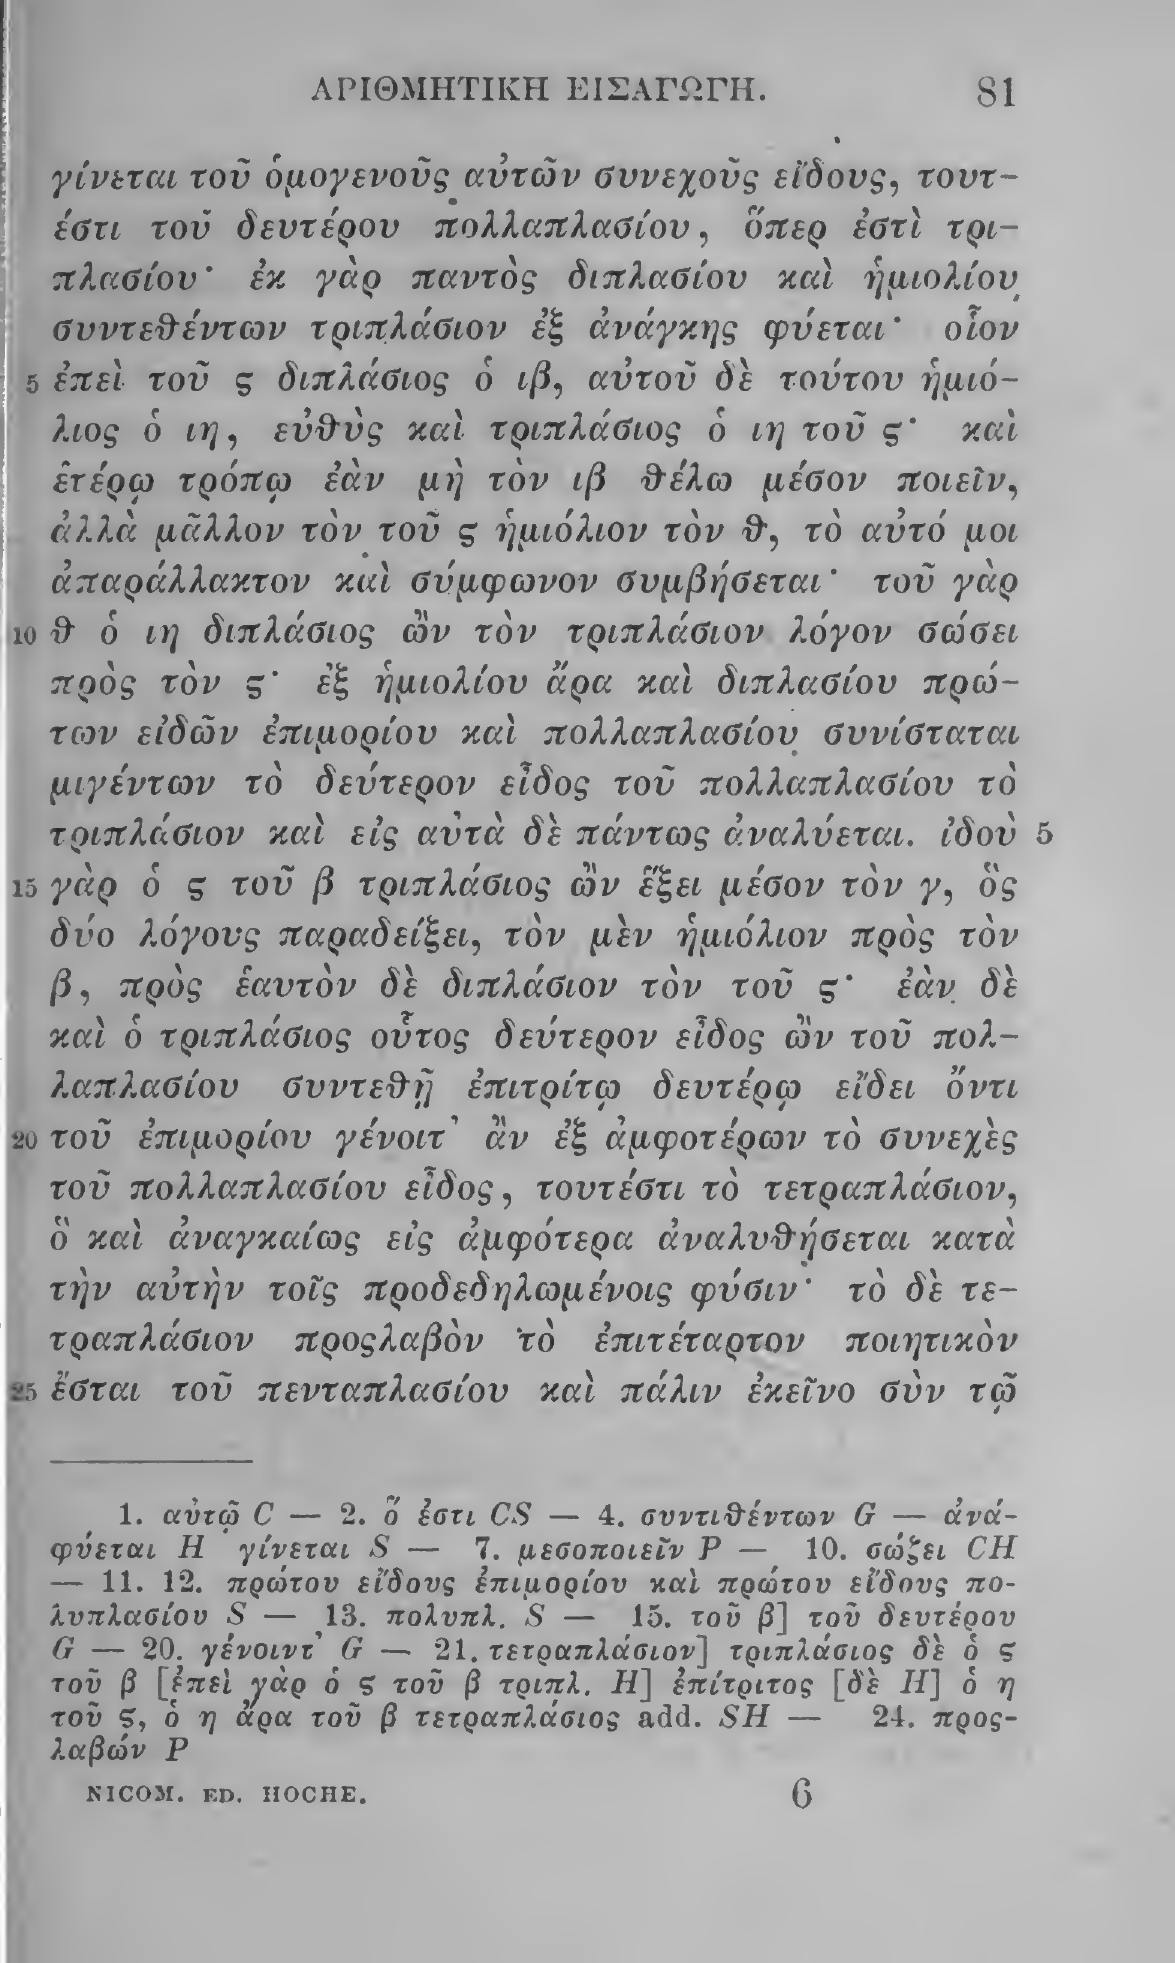 ΑΡΙΘΜΗΤΙΚΗ ΕΙΣΑΓΩΓΗ. 81
γίνεται τοῦ ὁμογενοῦς αὐτῶν συνεχοῦς εἴδους, τουτ-
έστι τοῦ δευτέρου πολλαπλασίου, ὅπερ ἐστὶ τρι-
πλασίου· ἐκ γὰρ παντὸς διπλασίου καὶ ἡμιολίου
συντεθέντων τριπλάσιον ἐξ ἀνάγκης φύεται· οἷον
5 ἐπεὶ τοῦ ϛ διπλάσιος ὁ ιβ, αὐτοῦ δὲ τούτου ἡμιό-
λιος ὁ ιη, εὐθὺς καὶ τριπλάσιος ὁ ιη τοῦ ϛ· καὶ
ἑτέρῳ τρόπῳ ἐὰν μὴ τὸν ιβ θέλω μέσον ποιεῖν,
ἀλλὰ μᾶλλον τὸν τοῦ ϛ ἡμιόλιον τὸν θ, τὸ αὐτό μοι
ἀπαράλλακτον καὶ σύμφωνον συμβήσεται· τοῦ γὰρ
10 θ ὁ ιη διπλάσιος ὢν τὸν τριπλάσιον λόγον σώσει
πρὸς τὸν ϛ· ἐξ ἡμιολίου ἄρα καὶ διπλασίου πρώ-
των εἰδῶν ἐπιμορίου καὶ πολλαπλασίου συνίσταται
μιγέντων τὸ δεύτερον εἶδος τοῦ πολλαπλασίου τὸ
τριπλάσιον καὶ εἰς αὐτὰ δὲ πάντως ἀναλύεται. ἰδοὺ 5
15 γὰρ ὁ ϛ τοῦ β τριπλάσιος ὢν ἕξει μέσον τὸν γ, ὃς
δύο λόγους παραδείξει, τὸν μὲν ἡμιόλιον πρὸς τὸν
β, πρὸς ἑαυτὸν δὲ διπλάσιον τὸν τοῦ ϛ· ἐὰν δὲ
καὶ ὁ τριπλάσιος οὗτος δεύτερον εἶδος ὢν τοῦ πολ-
λαπλασίου συντεθῇ ἐπιτρίτῳ δευτέρῳ εἴδει ὄντι
20 τοῦ ἐπιμορίου γένοιτ᾽ ἂν ἐξ ἀμφοτέρων τὸ συνεχὲς
τοῦ πολλαπλασίου εἶδος, τουτέστι τὸ τετραπλάσιον,
ὃ καὶ ἀναγκαίως εἰς ἀμφότερα ἀναλυθήσεται κατὰ
τὴν αὐτὴν τοῖς προδεδηλωμένοις φύσιν· τὸ δὲ τε-
τραπλάσιον προςλαβὸν τὸ ἐπιτέταρτον ποιητικὸν
25 ἔσται τοῦ πενταπλασίου καὶ πάλιν ἐκεῖνο σὺν τῷ
1. αὐτῷ C — 2. ὅ ἐστι CS — 4. συντιθέντων G — ἀνα-
φύεται H γίνεται S — 7. μεσοποιεῖν P — 10. σώζει CH
— 11. 12. πρώτου εἴδους ἐπιμορίου καὶ πρώτου εἴδους πο-
λυπλασίου S — 13. πολυπλ. S — 15. τοῦ β] τοῦ δευτέρου
G — 20. γένοιντ᾽ G — 21. τετραπλάσιον] τριπλάσιος δὲ ὁ ϛ
τοῦ β [ἐπεὶ γὰρ ὁ ϛ τοῦ β τριπλ. H] ἐπίτριτος [δὲ H] ὁ η
τοῦ ϛ, ὁ η ἄρα τοῦ β τετραπλάσιος add. SH — 24. προς-
λαβών P
NICOM. ED. HOCHE. 6